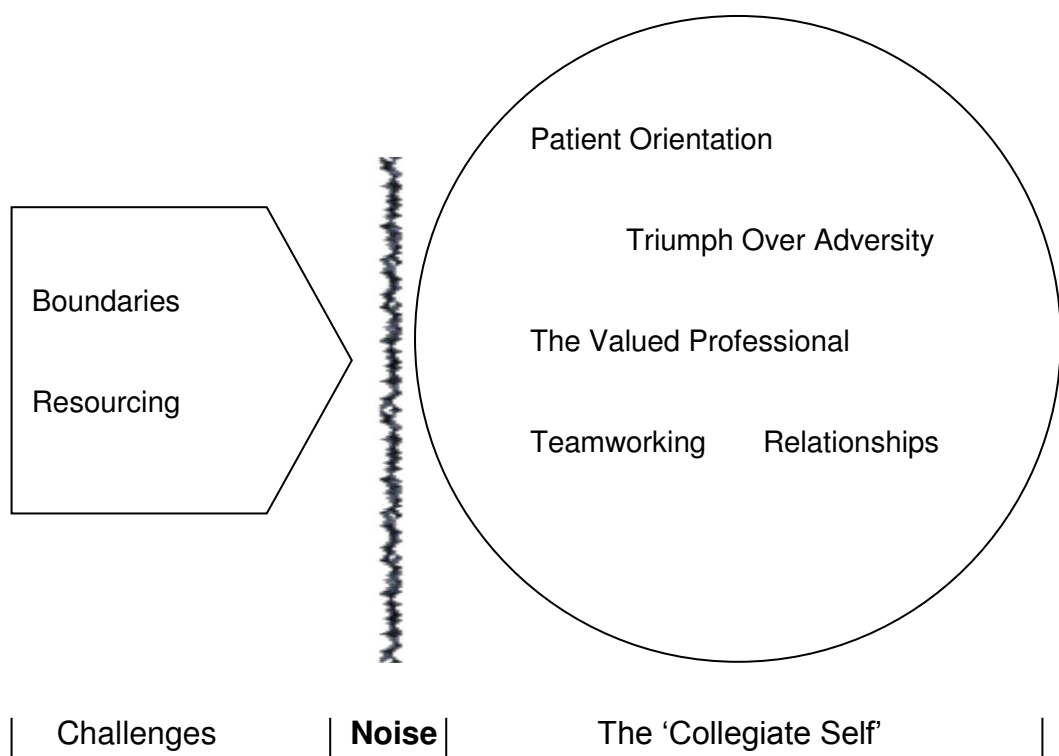 Patient Orientation
Triumph Over Adversity
Boundaries
The Valued Professional
Resourcing
Teamworking Relationships
Challenges Noise The ‘Collegiate Self’